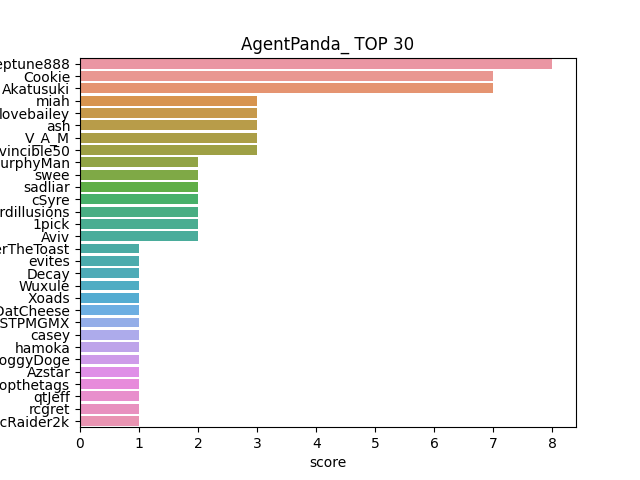 AgentPanda_ TOP 30
eptune888
Cookie
Akatusuki
miah
lovebailey
ash
V_A_M
vincible50
urphyMan
swee
sadliar
cSyre
rdillusions
1pick
Aviv
erTheToast
evites
Decay
Wuxule
Xoads
DatCheese
STPMGMX
casey
hamoka
oggyDoge
Azstar
opthetags
qtJeff
rcgret
cRaider2k
0 1 2 3 4 5 6 7 8
score